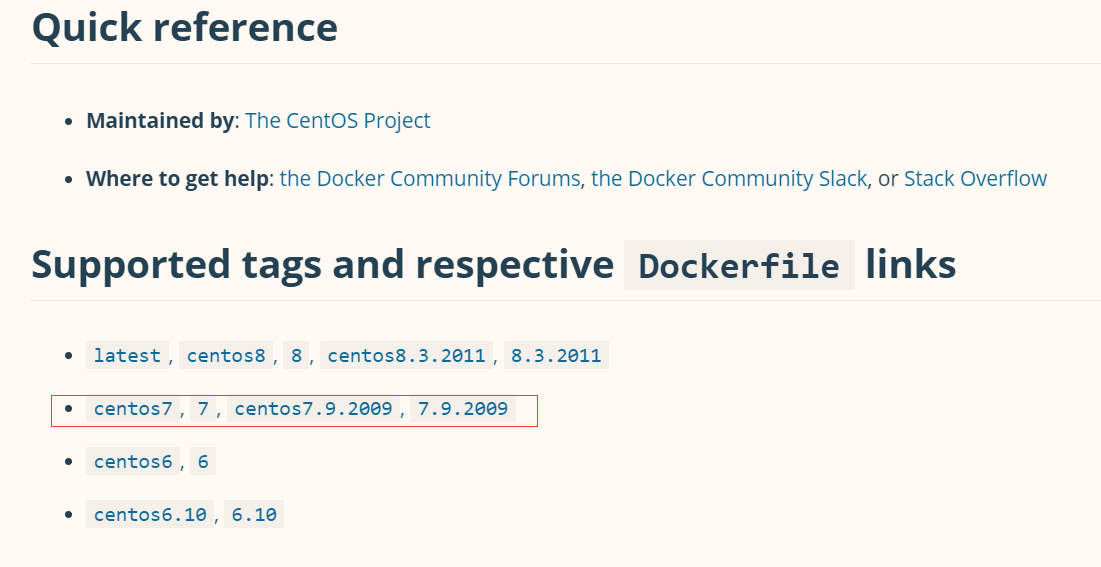 Quick reference
Maintained by: The CentOS Project
Where to get help: the Docker Community Forums, the Docker Community Slack, or Stack Overflow
Supported tags and respective Dockerfile links
latest, centos8, 8, centos8.3.2011, 8.3.2011
centos7, 7, centos7.9.2009, 7.9.2009
centos6, 6
centos6.10, 6.10